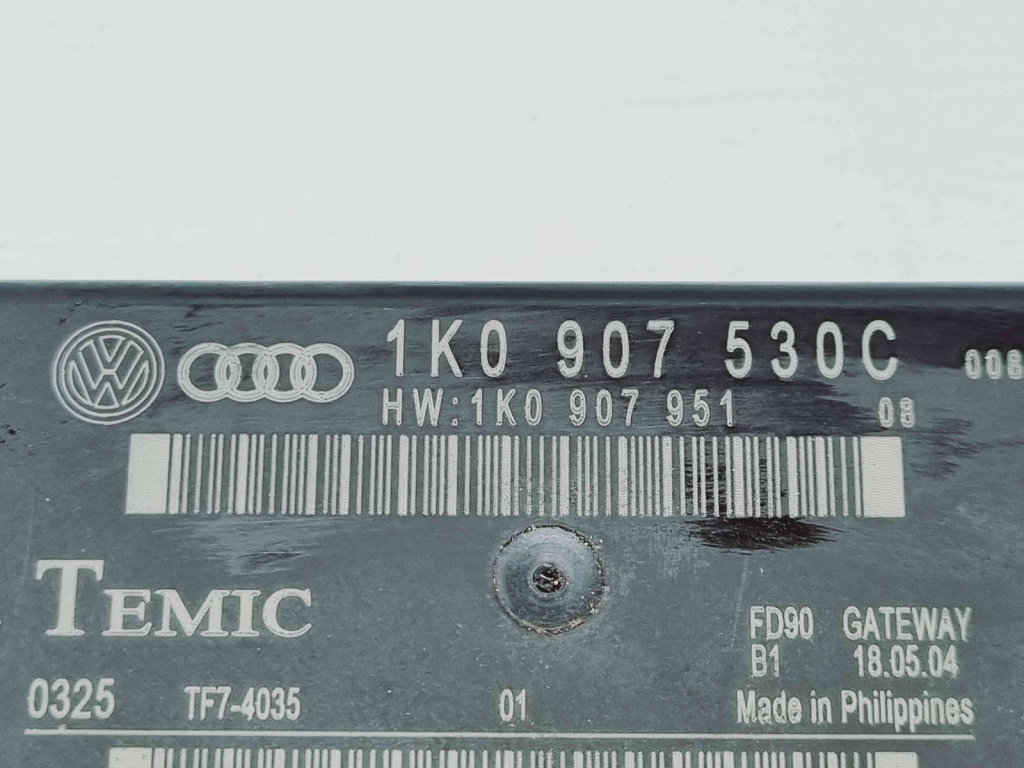 1K0 907 530C 008
HW:1K0 907 951 08
TEMIC
FD90 GATEWAY
B1 18.05.04
0325 TF7-4035 01 Made in Philippines